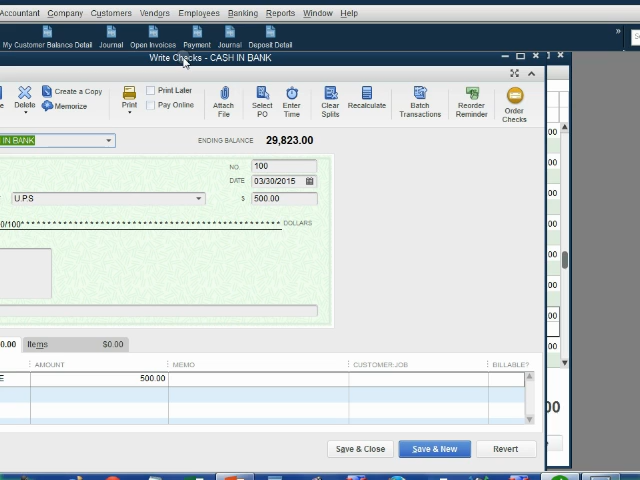 Accountant Company Customers Vendors Employees Banking Reports Window Help
My Customer Balance Detail Journal Open Invoices Payment Journal Deposit Detail
Write Checks - CASH IN BANK
Delete Create a Copy Memorize Print Print Later Pay Online Attach File Select PO Enter Time Clear Splits Recalculate Batch Transactions Reorder Reminder Order Checks
IN BANK ENDING BALANCE 29,823.00
NO. 100
DATE 03/30/2015
U.P.S $ 500.00
0/100****************************************** DOLLARS
0.00 Items $0.00
AMOUNT MEMO CUSTOMER:JOB BILLABLE?
E 500.00
Save & Close Save & New Revert